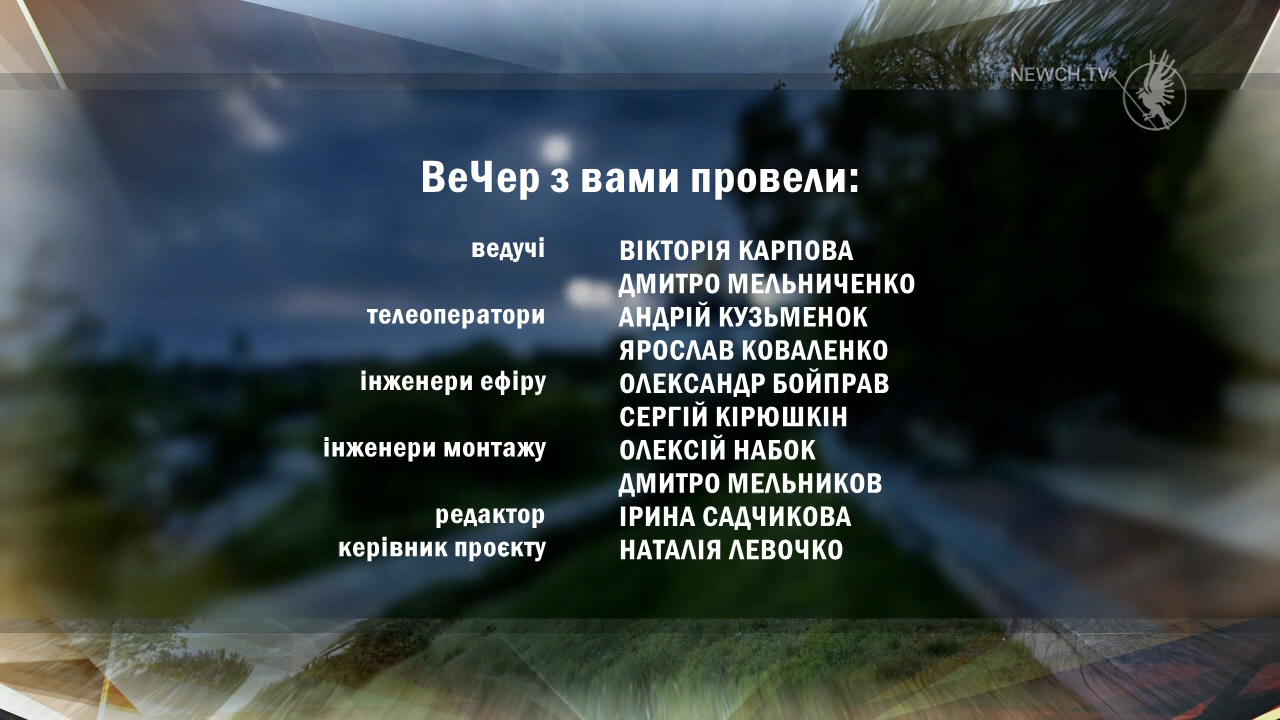 NEWCH.TV
ВеЧер з вами провели:
ведучі ВІКТОРІЯ КАРПОВА
ДМИТРО МЕЛЬНИЧЕНКО
телеоператори АНДРІЙ КУЗЬМЕНОК
ЯРОСЛАВ КОВАЛЕНКО
інженери ефіру ОЛЕКСАНДР БОЙПРАВ
СЕРГІЙ КІРЮШКІН
інженери монтажу ОЛЕКСІЙ НАБОК
ДМИТРО МЕЛЬНИКОВ
редактор ІРИНА САДЧИКОВА
керівник проєкту НАТАЛІЯ ЛЕВОЧКО